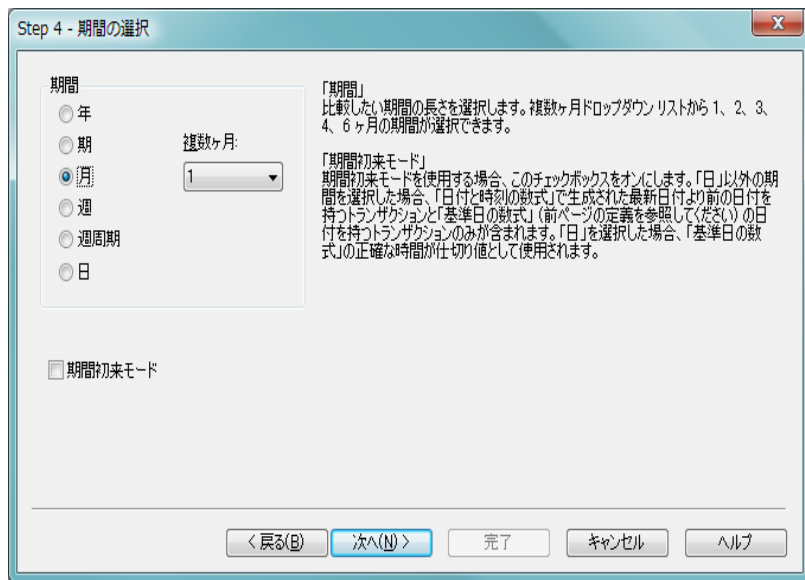 Step 4 - 期間の選択
期間
年
期
月
週
週周期
日
複数ヶ月:
1
期間初来モード
「期間」
比較したい期間の長さを選択します。複数ヶ月ドロップダウン リストから 1、2、3、
4、6 ヶ月の期間が選択できます。
「期間初来モード」
期間初来モードを使用する場合、このチェックボックスをオンにします。「日」以外の期
間を選択した場合、「日付と時刻の数式」で生成された最新日付より前の日付を
持つトランザクションと「基準日の数式」(前ページの定義を参照してください) の日
付を持つトランザクションのみが含まれます。「日」を選択した場合、「基準日の数
式」の正確な時間が仕切り値として使用されます。
< 戻る(B)
次へ(N) >
完了
キャンセル
ヘルプ